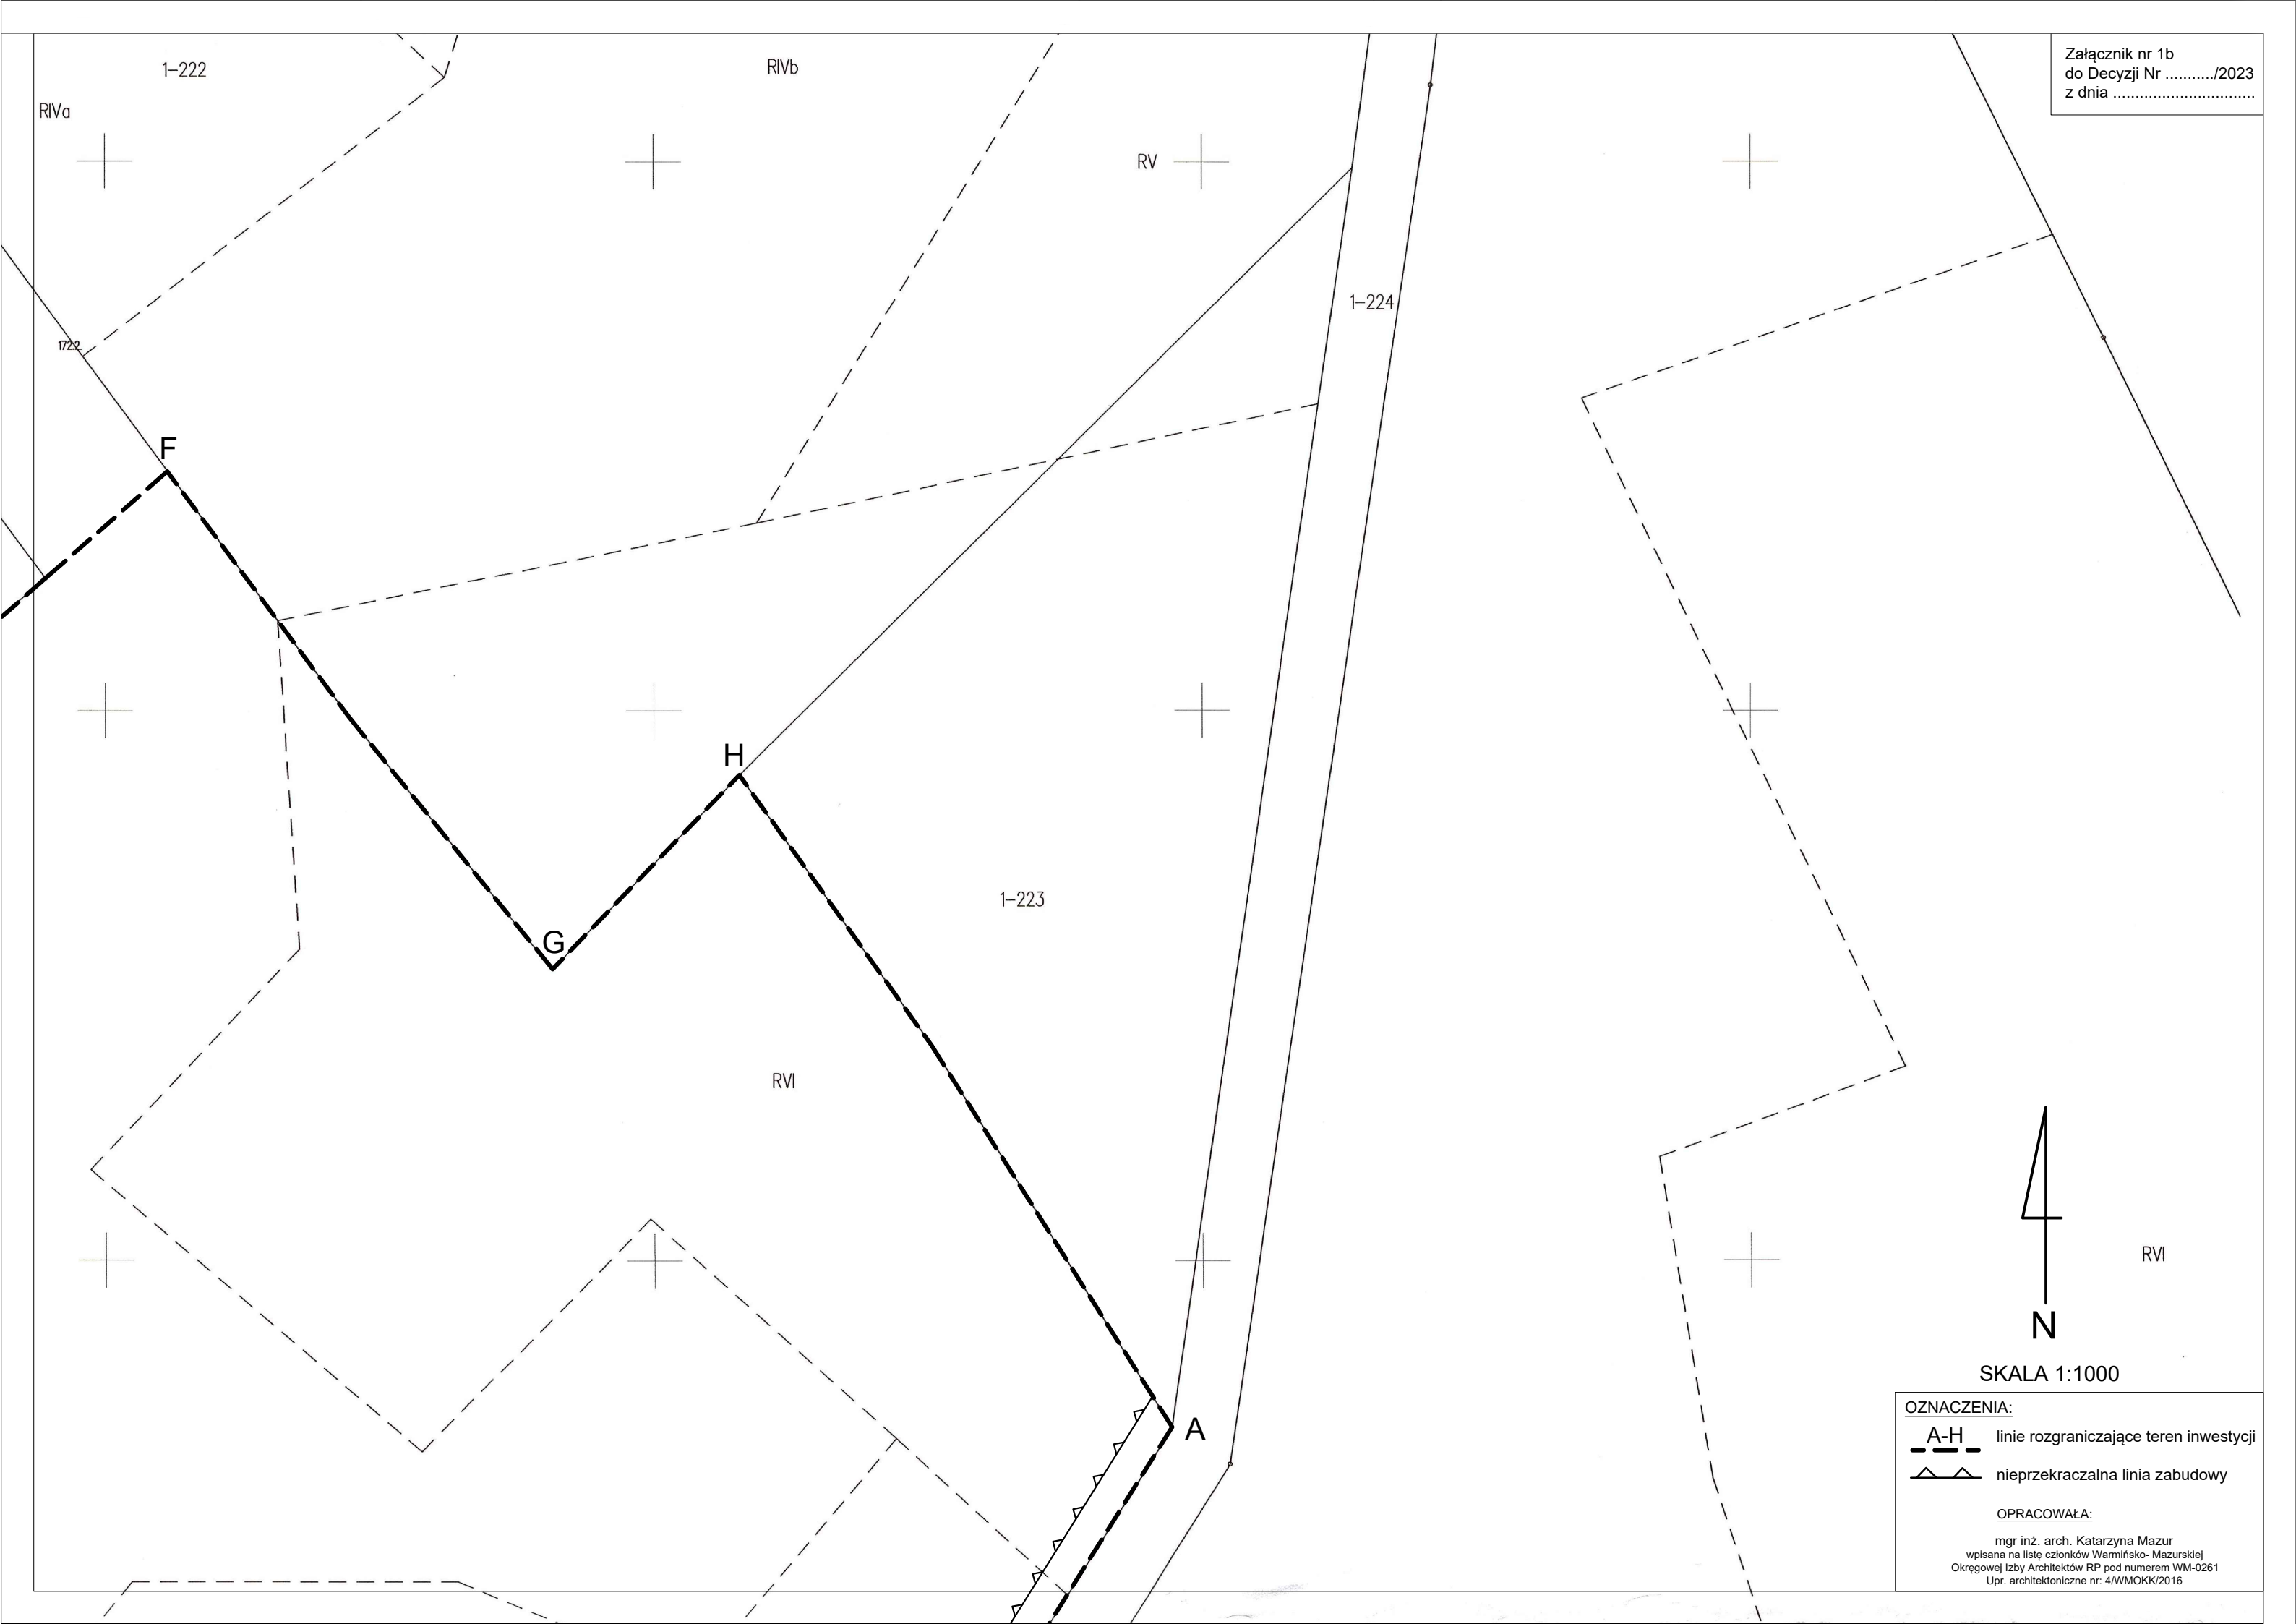 Załącznik nr 1b
do Decyzji Nr .........../2023
z dnia ................................
1-222
RIVb
RIVa
RV
1-224
172.2
F
H
1-223
G
RVI
RVI
N
SKALA 1:1000
A
OZNACZENIA:
A-H linie rozgraniczające teren inwestycji
nieprzekraczalna linia zabudowy
OPRACOWAŁA:
mgr inż. arch. Katarzyna Mazur
wpisana na listę członków Warmińsko- Mazurskiej
Okręgowej Izby Architektów RP pod numerem WM-0261
Upr. architektoniczne nr: 4/WMOKK/2016